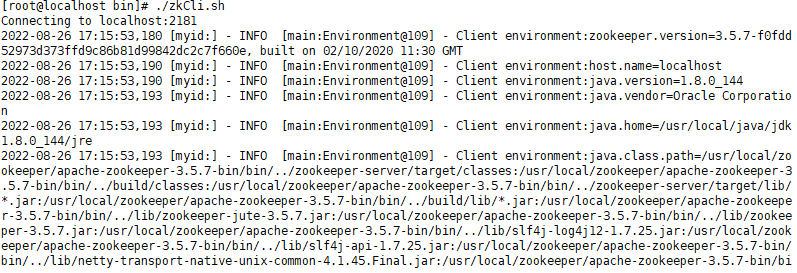 [root@localhost bin]# ./zkCli.sh
Connecting to localhost:2181
2022-08-26 17:15:53,180 [myid:] - INFO  [main:Environment@109] - Client environment:zookeeper.version=3.5.7-f0fdd
52973d373ffd9c86b81d99842dc2c7f660e, built on 02/10/2020 11:30 GMT
2022-08-26 17:15:53,190 [myid:] - INFO  [main:Environment@109] - Client environment:host.name=localhost
2022-08-26 17:15:53,190 [myid:] - INFO  [main:Environment@109] - Client environment:java.version=1.8.0_144
2022-08-26 17:15:53,193 [myid:] - INFO  [main:Environment@109] - Client environment:java.vendor=Oracle Corporatio
n
2022-08-26 17:15:53,193 [myid:] - INFO  [main:Environment@109] - Client environment:java.home=/usr/local/java/jdk
1.8.0_144/jre
2022-08-26 17:15:53,193 [myid:] - INFO  [main:Environment@109] - Client environment:java.class.path=/usr/local/zo
okeeper/apache-zookeeper-3.5.7-bin/bin/../zookeeper-server/target/classes:/usr/local/zookeeper/apache-zookeeper-3
.5.7-bin/bin/../build/classes:/usr/local/zookeeper/apache-zookeeper-3.5.7-bin/bin/../zookeeper-server/target/lib/
*.jar:/usr/local/zookeeper/apache-zookeeper-3.5.7-bin/bin/../build/lib/*.jar:/usr/local/zookeeper/apache-zookeepe
r-3.5.7-bin/bin/../lib/zookeeper-jute-3.5.7.jar:/usr/local/zookeeper/apache-zookeeper-3.5.7-bin/bin/../lib/zookee
per-3.5.7.jar:/usr/local/zookeeper/apache-zookeeper-3.5.7-bin/bin/../lib/slf4j-log4j12-1.7.25.jar:/usr/local/zook
eeper/apache-zookeeper-3.5.7-bin/bin/../lib/slf4j-api-1.7.25.jar:/usr/local/zookeeper/apache-zookeeper-3.5.7-bin/
bin/../lib/netty-transport-native-unix-common-4.1.45.Final.jar:/usr/local/zookeeper/apache-zookeeper-3.5.7-bin/bi